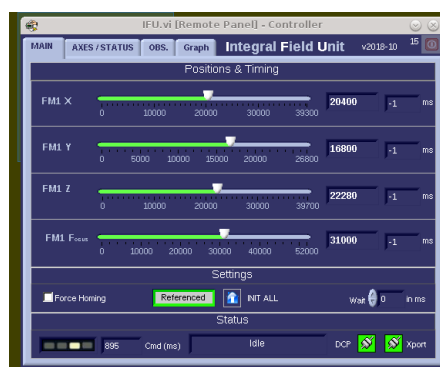 IFU.vi [Remote Panel] - Controller
MAIN AXES / STATUS OBS. Graph Integral Field Unit v2018-10 15
Positions & Timing
FM1 X 20400 -1 ms
0 10000 20000 30000 39300
FM1 Y 16800 -1 ms
0 5000 10000 15000 20000 26800
FM1 Z 22280 -1 ms
0 10000 20000 30000 39700
FM1 Focus 31000 -1 ms
0 10000 20000 30000 40000 52000
Settings
Force Homing Referenced INIT ALL Wait 0 in ms
Status
895 Cmd (ms) Idle DCP Xport